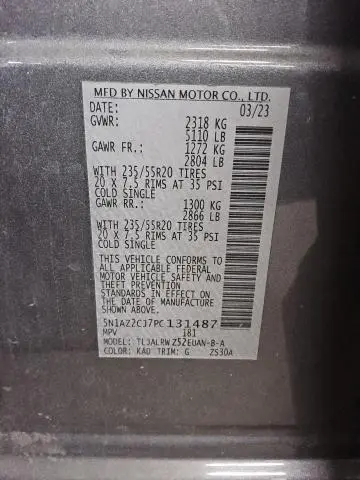 MFD BY NISSAN MOTOR CO., LTD.
DATE: 03/23
GVWR: 2318 KG
5110 LB
GAWR FR.: 1272 KG
2804 LB
WITH 235/55R20 TIRES
20 X 7.5 RIMS AT 35 PSI
COLD SINGLE
GAWR RR.: 1300 KG
2866 LB
WITH 235/55R20 TIRES
20 X 7.5 RIMS AT 35 PSI
COLD SINGLE
THIS VEHICLE CONFORMS TO
ALL APPLICABLE FEDERAL
MOTOR VEHICLE SAFETY AND
THEFT PREVENTION
STANDARDS IN EFFECT ON THE
DATE OF MANUFACTURE
SHOWN ABOVE.
5N1AZ2CJ7PC131487
MPV 181
MODEL: TLJALRWZ52EUAN-B-A
COLOR: KAD TRIM: G ZS30A